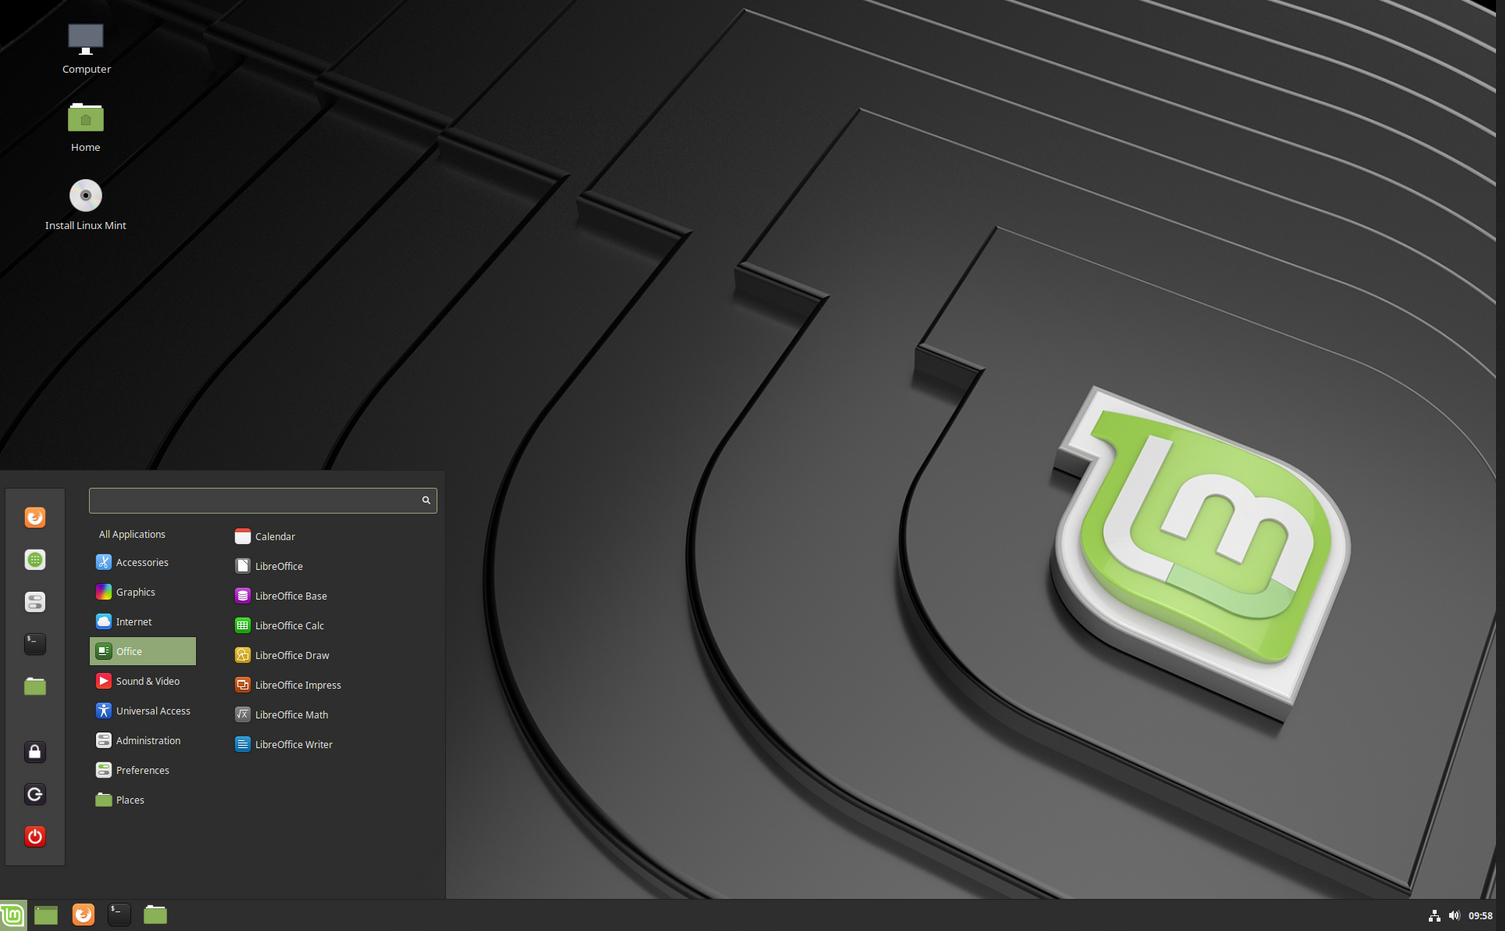 Computer
Home
Install Linux Mint
All Applications
Accessories
Graphics
Internet
Office
Sound & Video
Universal Access
Administration
Preferences
Places
Calendar
LibreOffice
LibreOffice Base
LibreOffice Calc
LibreOffice Draw
LibreOffice Impress
LibreOffice Math
LibreOffice Writer
09:58